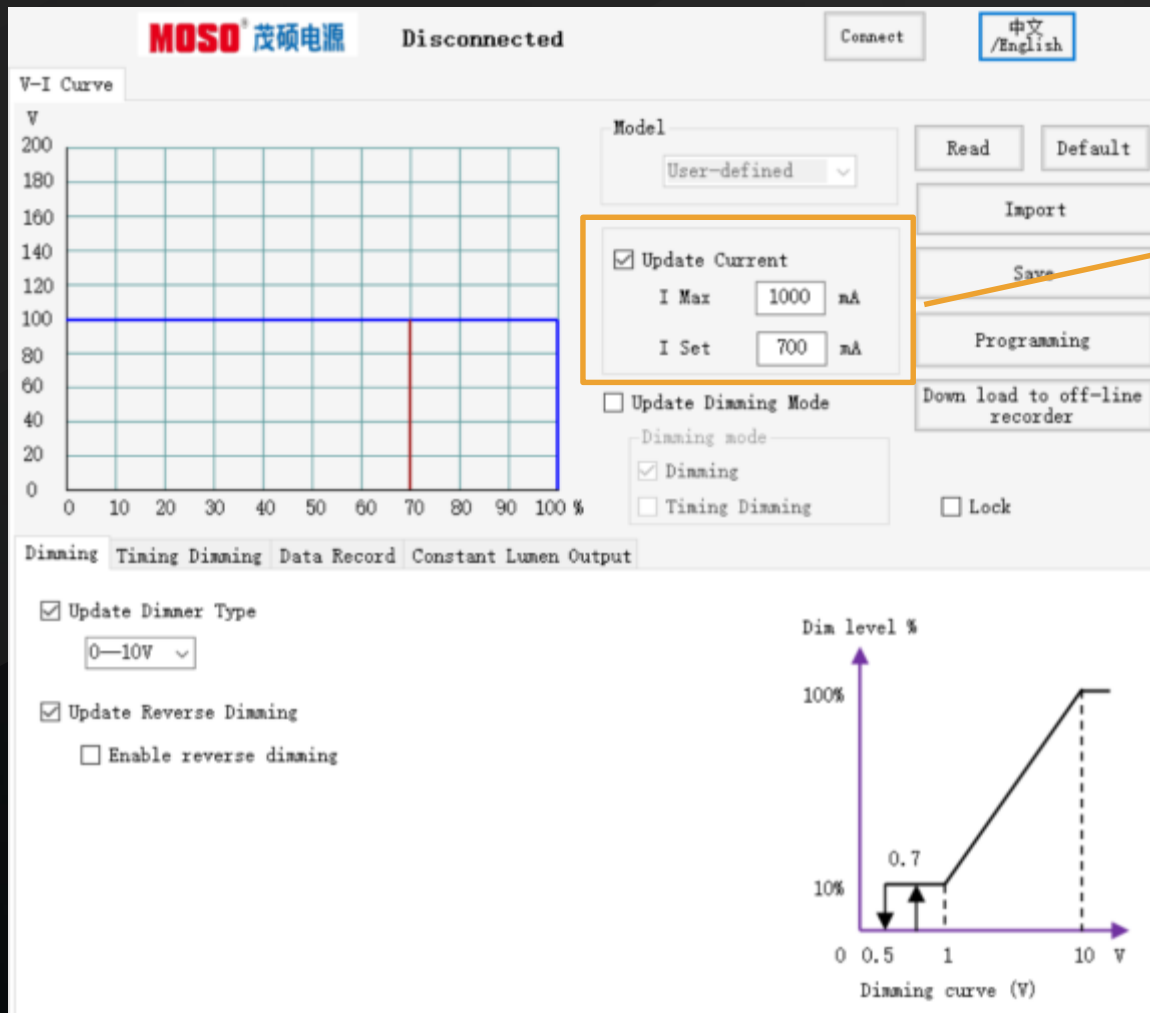 MOSO® 茂硕电源 Disconnected Connect 中文
/English
V-I Curve
V
200
180
160
140
120
100
80
60
40
20
0
0 10 20 30 40 50 60 70 80 90 100 %
Model
User-defined
Read Default
Import
Save
Programming
Down load to off-line
recorder
Lock
Update Current
I Max 1000 mA
I Set 700 mA
Update Dimming Mode
Dimming mode
Dimming
Timing Dimming
Dimming Timing Dimming Data Record Constant Lumen Output
Update Dimmer Type
0—10V
Update Reverse Dimming
Enable reverse dimming
Dim level %
100%
0.7
10%
0 0.5 1 10 V
Dimming curve (V)